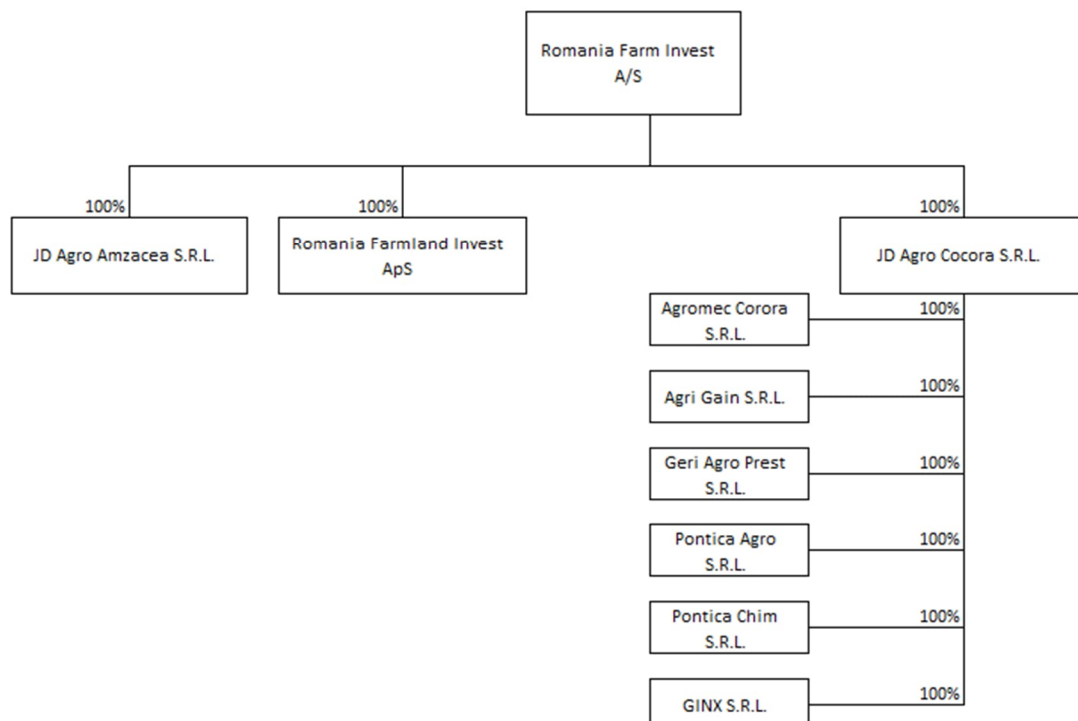 Romania Farm Invest
A/S
100%
100%
100%
JD Agro Amzacea S.R.L.
Romania Farmland Invest
ApS
JD Agro Cocora S.R.L.
Agromec Corora
S.R.L.
100%
Agri Gain S.R.L.
100%
Geri Agro Prest
S.R.L.
100%
Pontica Agro
S.R.L.
100%
Pontica Chim
S.R.L.
100%
GINX S.R.L.
100%